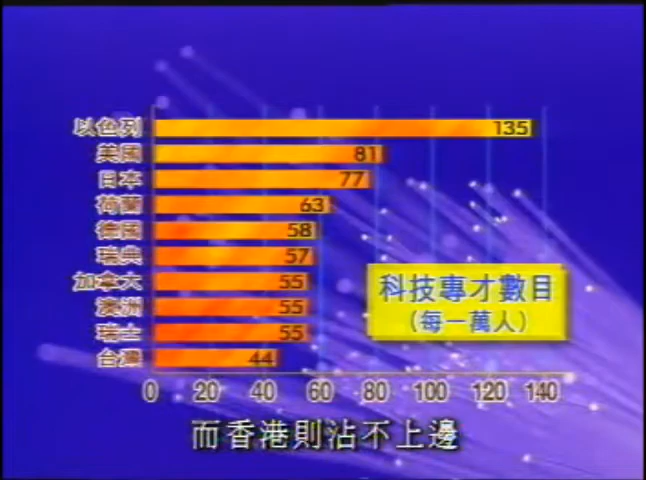 以色列 135
美國 81
日本 77
荷蘭 63
德國 58
瑞典 57
加拿大 55
澳洲 55
瑞士 55
台灣 44
0 20 40 60 80 100 120 140
科技專才數目
(每一萬人)
而香港則沾不上邊